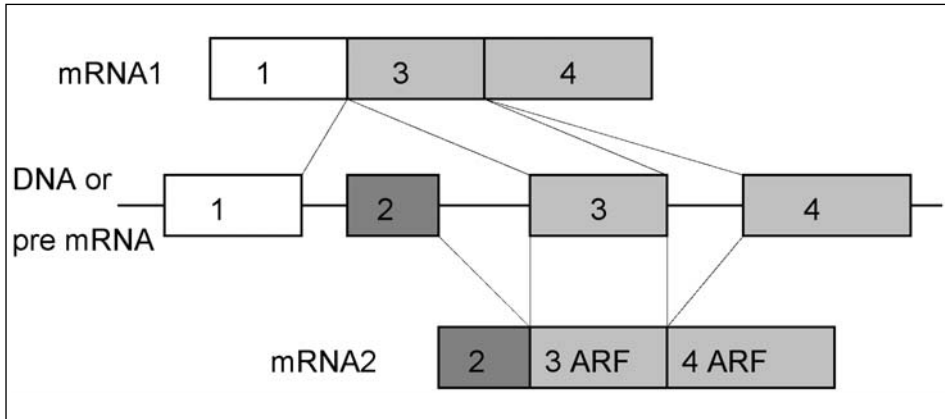 mRNA1 1 3 4
DNA or
pre mRNA
1 2 3 4
mRNA2 2 3 ARF 4 ARF